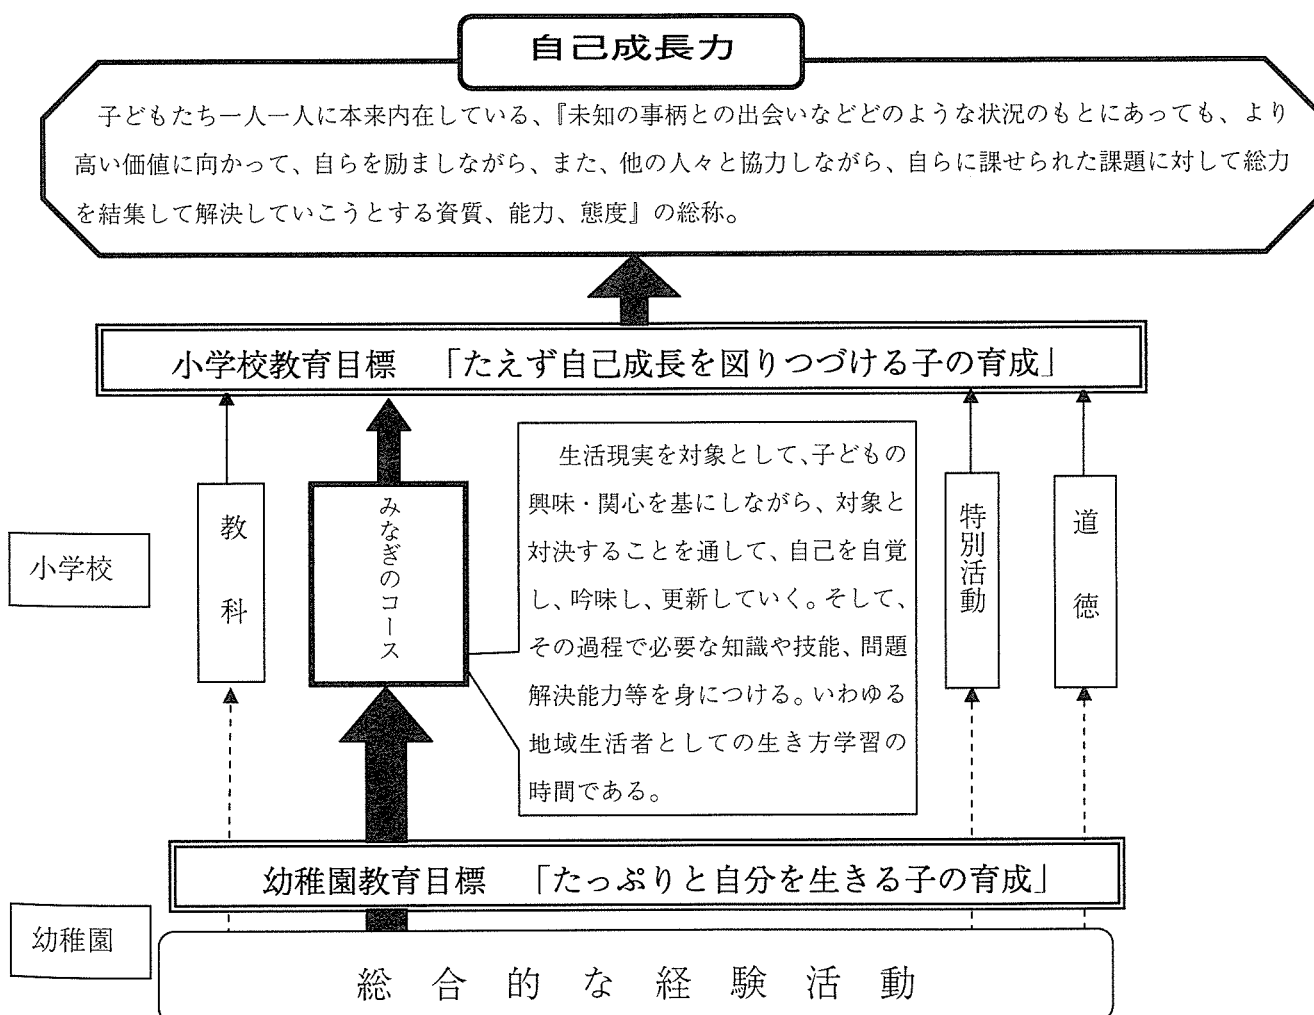 自己成長力
子どもたち一人一人に本来内在している、『未知の事柄との出会いなどどのような状況のもとにあっても、より
高い価値に向かって、自らを励ましながら、また、他の人々と協力しながら、自らに課せられた課題に対して総力
を結集して解決していこうとする資質、能力、態度』の総称。
小学校教育目標　「たえず自己成長を図りつづける子の育成」
小学校
教科
みなぎのコース
生活現実を対象として、子どもの
興味・関心を基にしながら、対象と
対決することを通して、自己を自覚
し、吟味し、更新していく。そして、
その過程で必要な知識や技能、問題
解決能力等を身につける。いわゆる
地域生活者としての生き方学習の
時間である。
特別活動
道徳
幼稚園教育目標　「たっぷりと自分を生きる子の育成」
幼稚園
総合的な経験活動